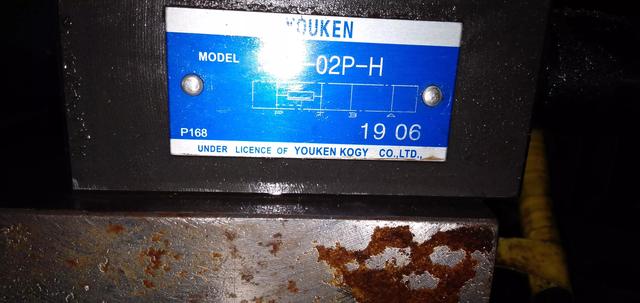 YOUKEN
MODEL -02P-H
P T B A
P168 19 06
UNDER LICENCE OF YOUKEN KOGY CO.,LTD.,